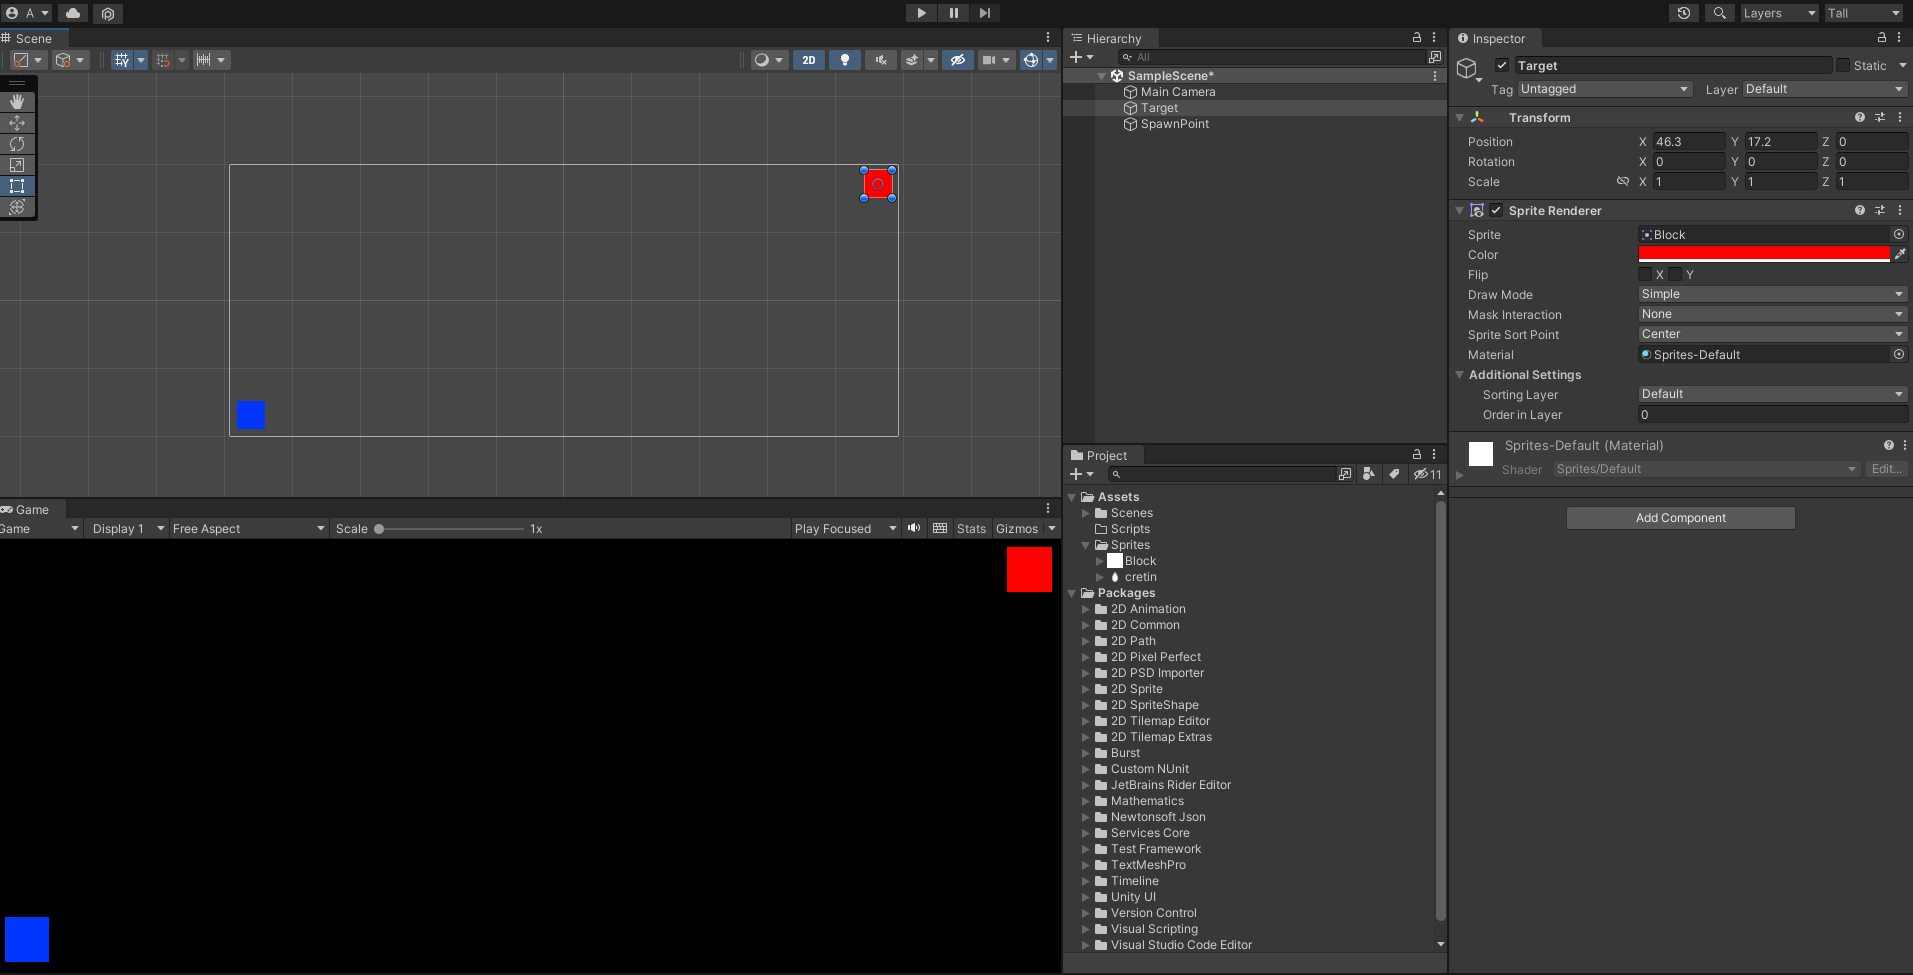 A
Layers
Tall
Scene
2D
Game
Game
Display 1
Free Aspect
Scale
1x
Play Focused
Stats
Gizmos
Hierarchy
All
SampleScene*
Main Camera
Target
SpawnPoint
Project
11
Assets
Scenes
Scripts
Sprites
Block
cretin
Packages
2D Animation
2D Common
2D Path
2D Pixel Perfect
2D PSD Importer
2D Sprite
2D SpriteShape
2D Tilemap Editor
2D Tilemap Extras
Burst
Custom NUnit
JetBrains Rider Editor
Mathematics
Newtonsoft Json
Services Core
Test Framework
TextMeshPro
Timeline
Unity UI
Version Control
Visual Scripting
Visual Studio Code Editor
Inspector
Target
Static
Tag Untagged Layer Default
Transform
Position X 46.3 Y 17.2 Z 0
Rotation X 0 Y 0 Z 0
Scale X 1 Y 1 Z 1
Sprite Renderer
Sprite Block
Color
Flip X Y
Draw Mode Simple
Mask Interaction None
Sprite Sort Point Center
Material Sprites-Default
Additional Settings
Sorting Layer Default
Order in Layer 0
Sprites-Default (Material)
Shader Sprites/Default Edit...
Add Component